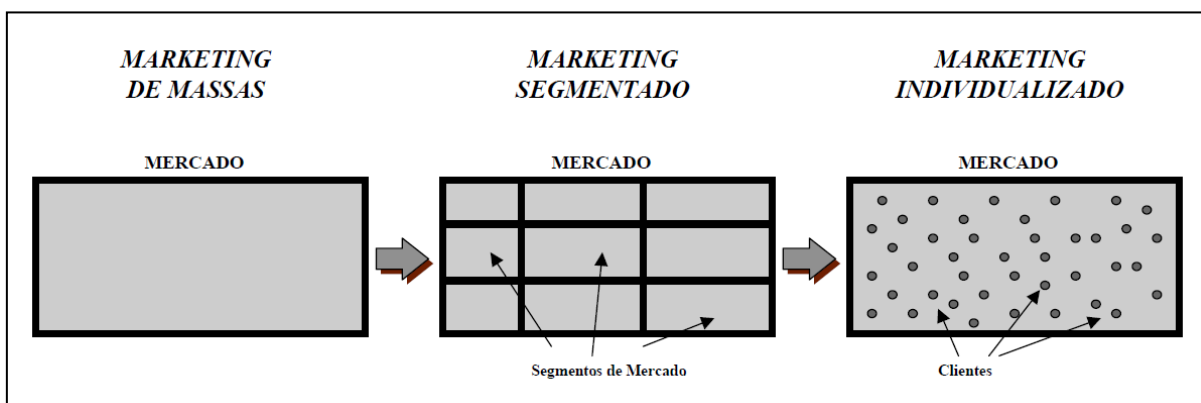 MARKETING
DE MASSAS
MARKETING
SEGMENTADO
MARKETING
INDIVIDUALIZADO
MERCADO
MERCADO
MERCADO
Segmentos de Mercado
Clientes